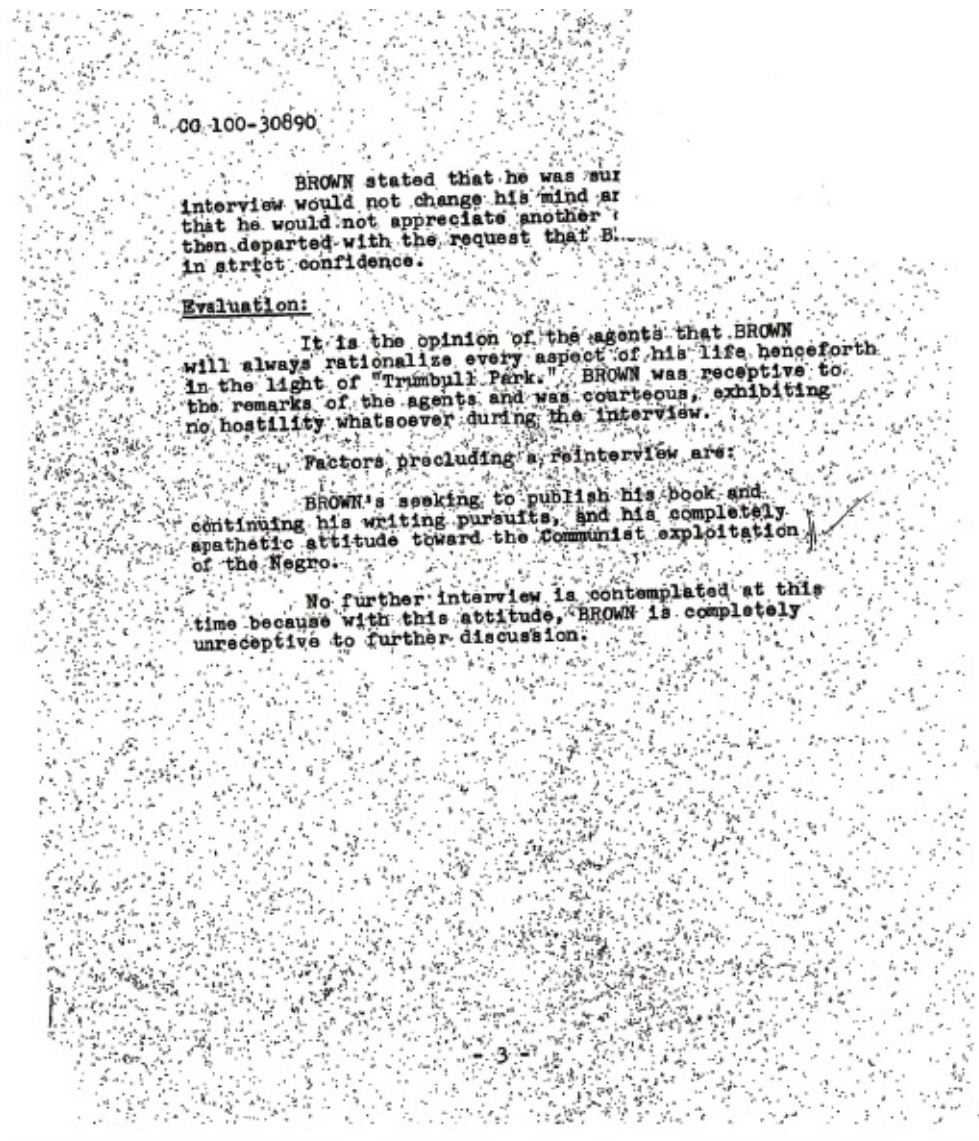 CG 100-30890
BROWN stated that he was sur
interview would not change his mind ar
that he would not appreciate another
then departed with the request that B
in strict confidence.
Evaluation:
It is the opinion of the agents that BROWN
will always rationalize every aspect of his life henceforth
in the light of "Trumbull Park." BROWN was receptive to
the remarks of the agents and was courteous, exhibiting
no hostility whatsoever during the interview.
Factors precluding a reinterview are:
BROWN's seeking to publish his book and
continuing his writing pursuits, and his completely
apathetic attitude toward the Communist exploitation
of the Negro.
No further interview is contemplated at this
time because with this attitude, BROWN is completely
unreceptive to further discussion.
- 3 -